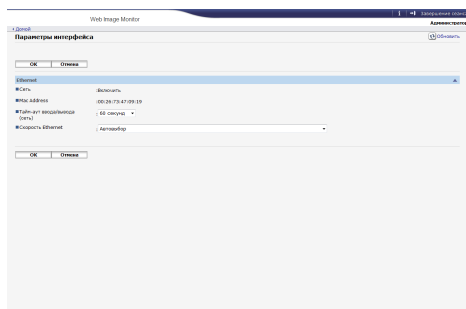 Web Image Monitor
Завершение сеанс
Администратор
Домой
Параметры интерфейса
Обновить
OK Отмена
Ethernet
Сеть :Включить
Mac Address :00:26:73:47:09:19
Тайм-аут ввода/вывода (сеть) : 60 секунд
Скорость Ethernet : Автовыбор
OK Отмена